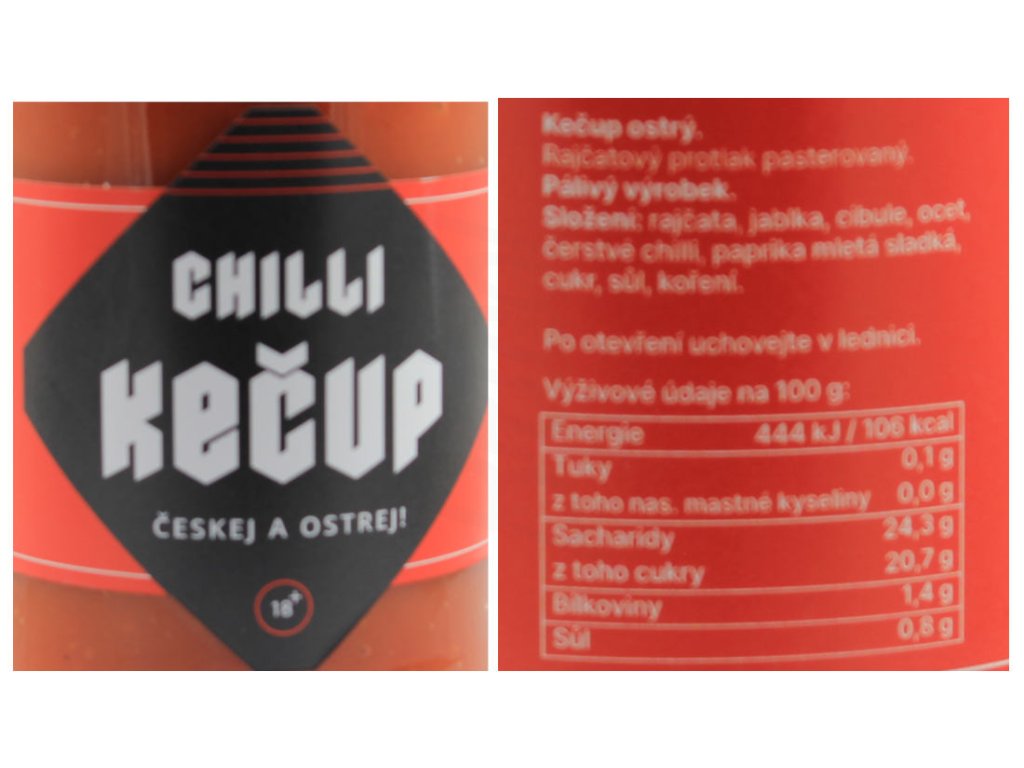 CHILLI
KEČUP
ČESKEJ A OSTREJ!
18+
Kečup ostrý.
Rajčatový protlak pasterovaný.
Pálivý výrobek.
Složení: rajčata, jablka, cibule, ocet,
čerstvé chilli, paprika mletá sladká,
cukr, sůl, koření.
Po otevření uchovejte v lednici.
Výživové údaje na 100 g:
Energie 444 kJ / 106 kcal
Tuky 0,1 g
z toho nas. mastné kyseliny 0,0 g
Sacharidy 24,3 g
z toho cukry 20,7 g
Bílkoviny 1,4 g
Sůl 0,8 g